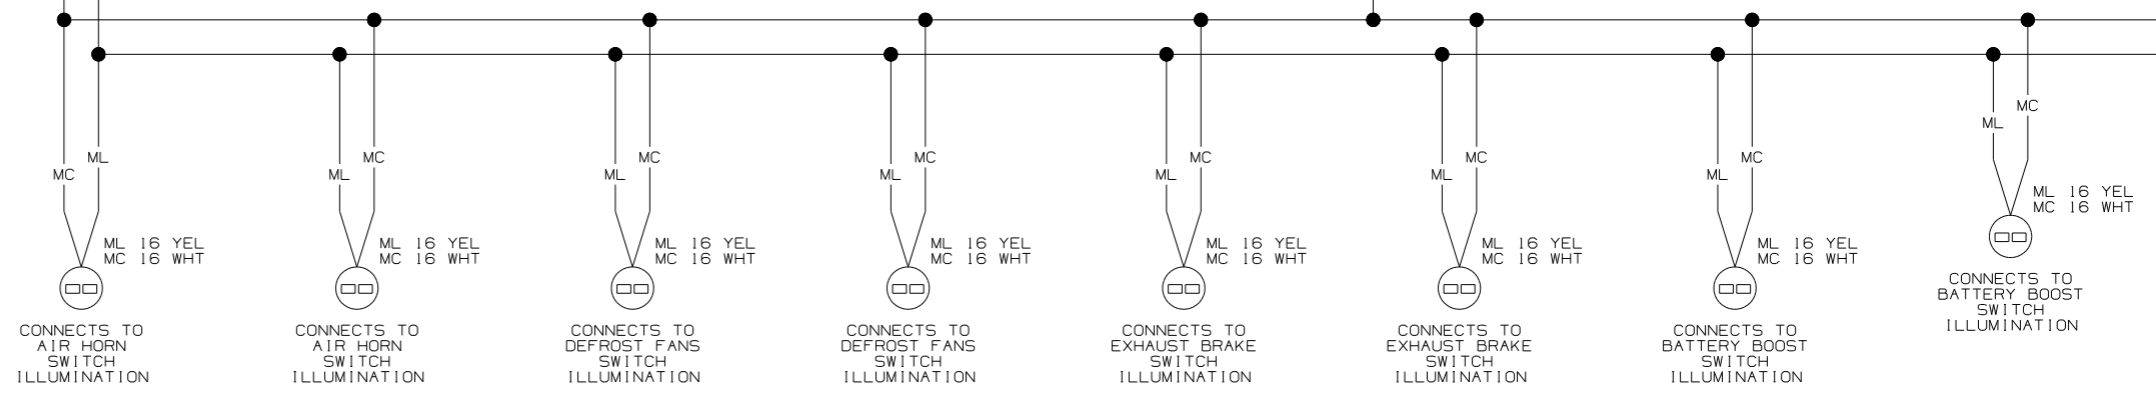 MC
ML
ML 16 YEL
MC 16 WHT
CONNECTS TO
AIR HORN
SWITCH
ILLUMINATION
ML
MC
ML 16 YEL
MC 16 WHT
CONNECTS TO
AIR HORN
SWITCH
ILLUMINATION
ML
MC
ML 16 YEL
MC 16 WHT
CONNECTS TO
DEFROST FANS
SWITCH
ILLUMINATION
ML
MC
ML 16 YEL
MC 16 WHT
CONNECTS TO
DEFROST FANS
SWITCH
ILLUMINATION
ML
MC
ML 16 YEL
MC 16 WHT
CONNECTS TO
EXHAUST BRAKE
SWITCH
ILLUMINATION
ML
MC
ML 16 YEL
MC 16 WHT
CONNECTS TO
EXHAUST BRAKE
SWITCH
ILLUMINATION
ML
MC
ML 16 YEL
MC 16 WHT
CONNECTS TO
BATTERY BOOST
SWITCH
ILLUMINATION
ML
MC
ML 16 YEL
MC 16 WHT
CONNECTS TO
BATTERY BOOST
SWITCH
ILLUMINATION